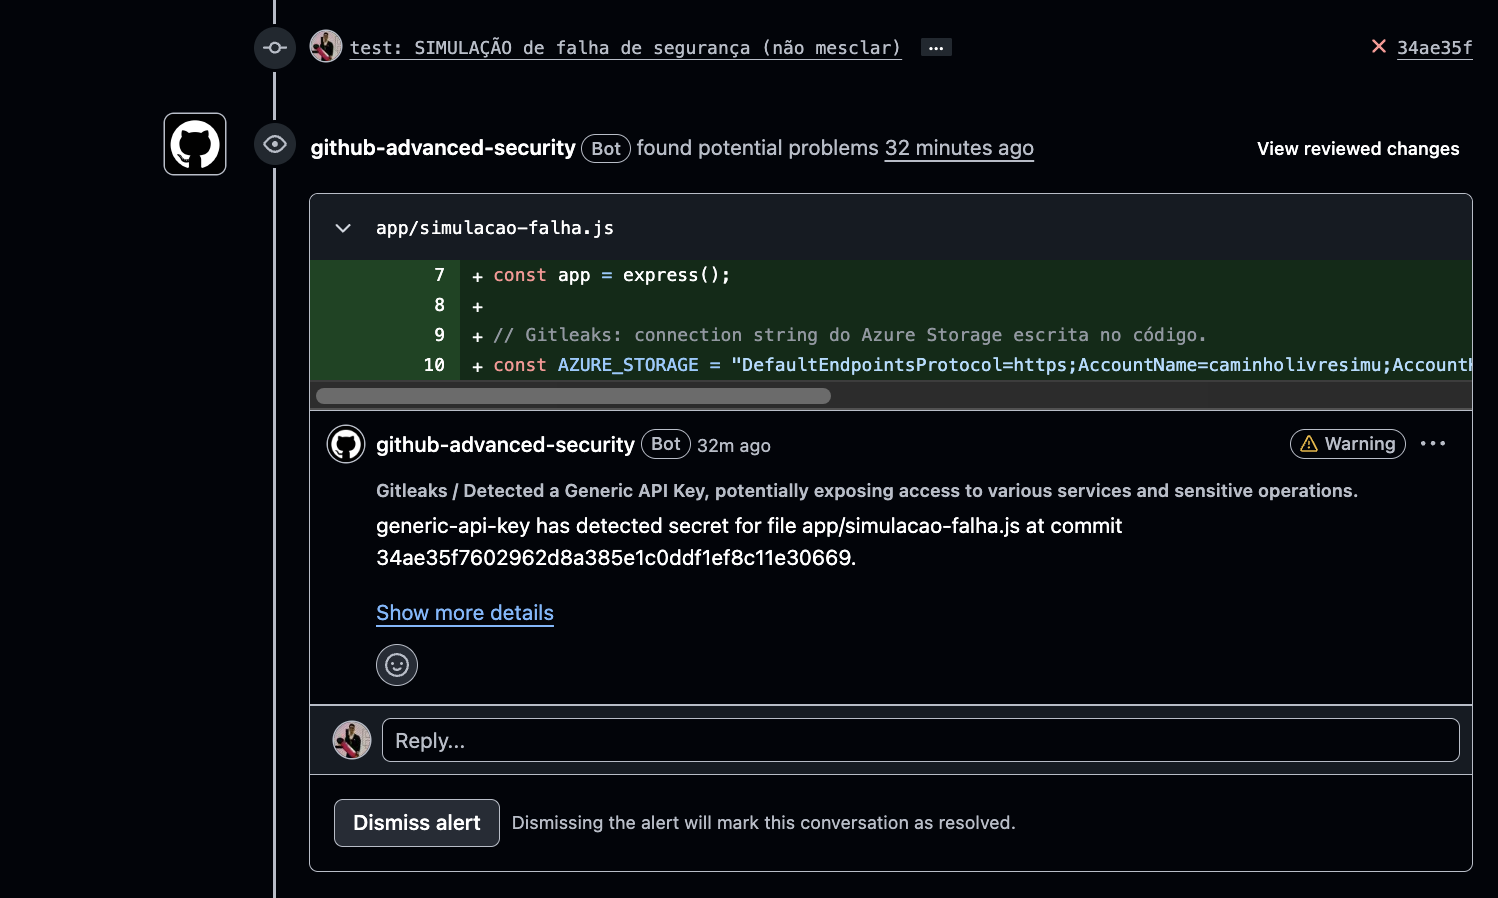 test: SIMULAÇÃO de falha de segurança (não mesclar) ... 34ae35f
github-advanced-security Bot found potential problems 32 minutes ago View reviewed changes
app/simulacao-falha.js
7 + const app = express();
8 +
9 + // Gitleaks: connection string do Azure Storage escrita no código.
10 + const AZURE_STORAGE = "DefaultEndpointsProtocol=https;AccountName=caminholivresimu;Account
github-advanced-security Bot 32m ago Warning ...
Gitleaks / Detected a Generic API Key, potentially exposing access to various services and sensitive operations.
generic-api-key has detected secret for file app/simulacao-falha.js at commit
34ae35f7602962d8a385e1c0ddf1ef8c11e30669.
Show more details
Reply...
Dismiss alert Dismissing the alert will mark this conversation as resolved.